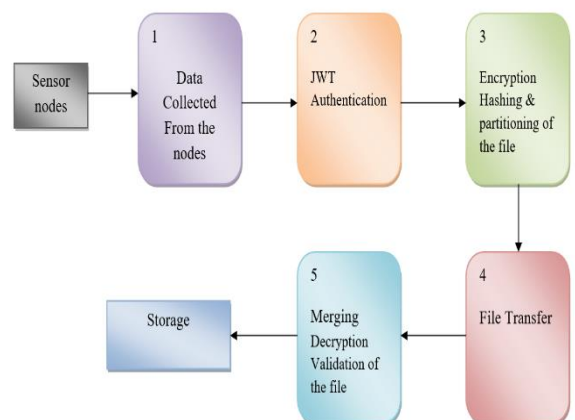 Sensor
nodes
1
Data
Collected
From the
nodes
2
JWT
Authentication
3
Encryption
Hashing &
partitioning of
the file
4
File Transfer
5
Merging
Decryption
Validation of
the file
Storage